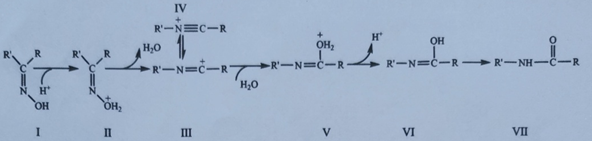 IV
R'-N≡C-R
+
R' R
N
OH
H+
R' R
N
OH2
+
H2O
R'-N=C-R
+
H2O
+
OH2
R'-N=C-R
H+
OH
R'-N=C-R
O
R'-NH-C-R
I II III V VI VII